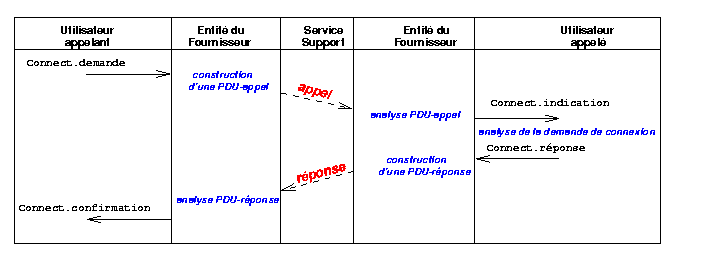 Utilisateur appelant
Entité du Fournisseur
Service Support
Entité du Fournisseur
Utilisateur appelé
Connect.demande
construction
d'une PDU-appel
appel
analyse PDU-appel
Connect.indication
analyse de la demande de connexion
Connect.réponse
construction
d'une PDU-réponse
réponse
analyse PDU-réponse
Connect.confirmation